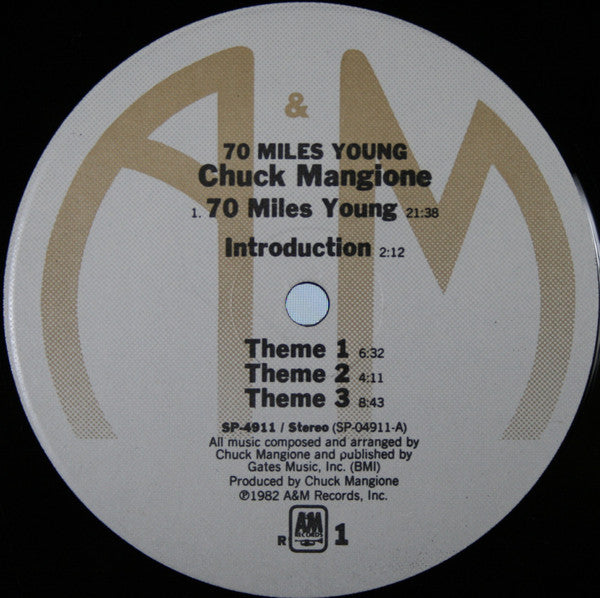 A & M
70 MILES YOUNG
Chuck Mangione
1. 70 Miles Young 21:38
Introduction 2:12
Theme 1 6:32
Theme 2 4:11
Theme 3 8:43
SP-4911 / Stereo (SP-04911-A)
All music composed and arranged by
Chuck Mangione and published by
Gates Music, Inc. (BMI)
Produced by Chuck Mangione
℗1982 A&M Records, Inc.
R AM RECORDS 1